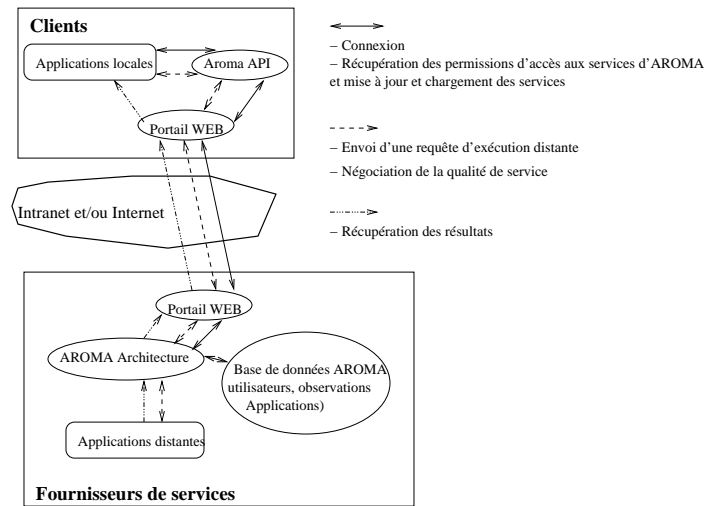 Clients
Applications locales
Aroma API
Portail WEB
Intranet et/ou Internet
Portail WEB
AROMA Architecture
Base de données AROMA
utilisateurs, observations
Applications)
Applications distantes
Fournisseurs de services
– Connexion
– Récupération des permissions d'accès aux services d'AROMA
et mise à jour et chargement des services
– Envoi d'une requête d'exécution distante
– Négociation de la qualité de service
– Récupération des résultats